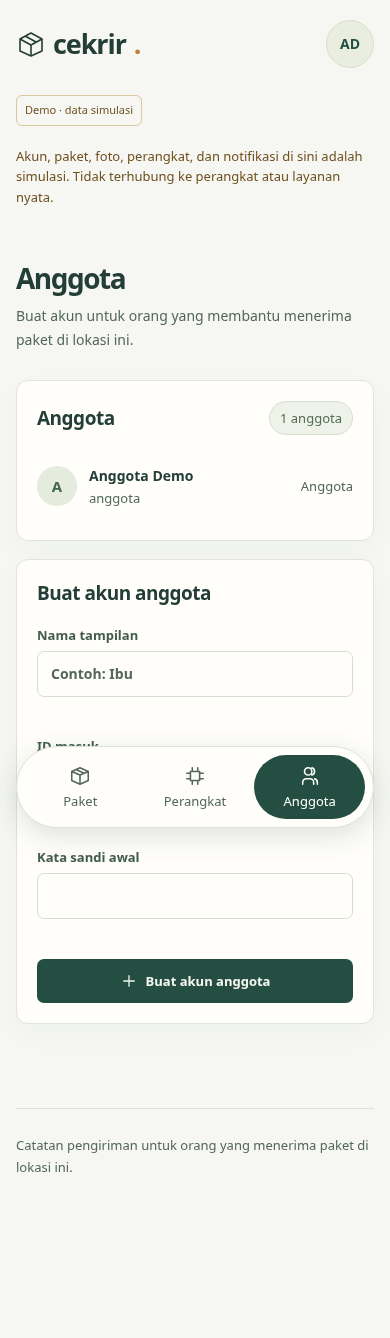 cekrir .
AD
Demo · data simulasi
Akun, paket, foto, perangkat, dan notifikasi di sini adalah
simulasi. Tidak terhubung ke perangkat atau layanan
nyata.
Anggota
Buat akun untuk orang yang membantu menerima
paket di lokasi ini.
Anggota
1 anggota
A
Anggota Demo
anggota
Anggota
Buat akun anggota
Nama tampilan
Contoh: Ibu
ID masuk
Paket
Perangkat
Anggota
Kata sandi awal
Buat akun anggota
Catatan pengiriman untuk orang yang menerima paket di
lokasi ini.